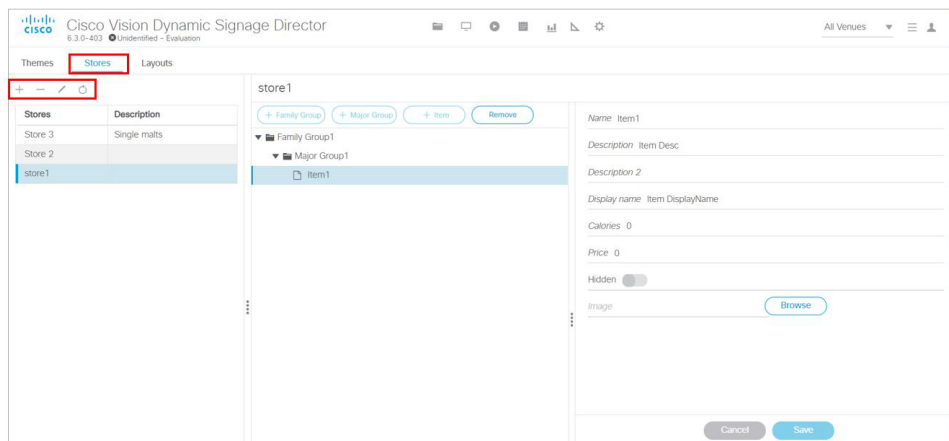 CISCO
Cisco Vision Dynamic Signage Director
6.3.0-403 Unidentified - Evaluation
All Venues
Themes Stores Layouts
store1
Stores Description
Store 3 Single malts
Store 2
store1
+ Family Group + Major Group + Item Remove
Family Group1
Major Group1
Item1
Name Item1
Description Item Desc
Description 2
Display name Item DisplayName
Calories 0
Price 0
Hidden
Image Browse
Cancel Save